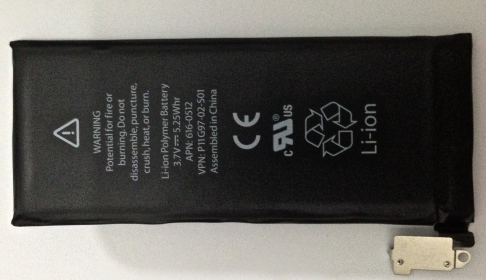 WARNING
Potential for fire or
burning. Do not
disassemble, puncture,
crush, heat, or burn.
Li-ion Polymer Battery
3.7V⎓5.25Whr
APN: 616-0512
VPN: P11G97-02-S01
Assembled in China
CE
c RU® US
Li-ion